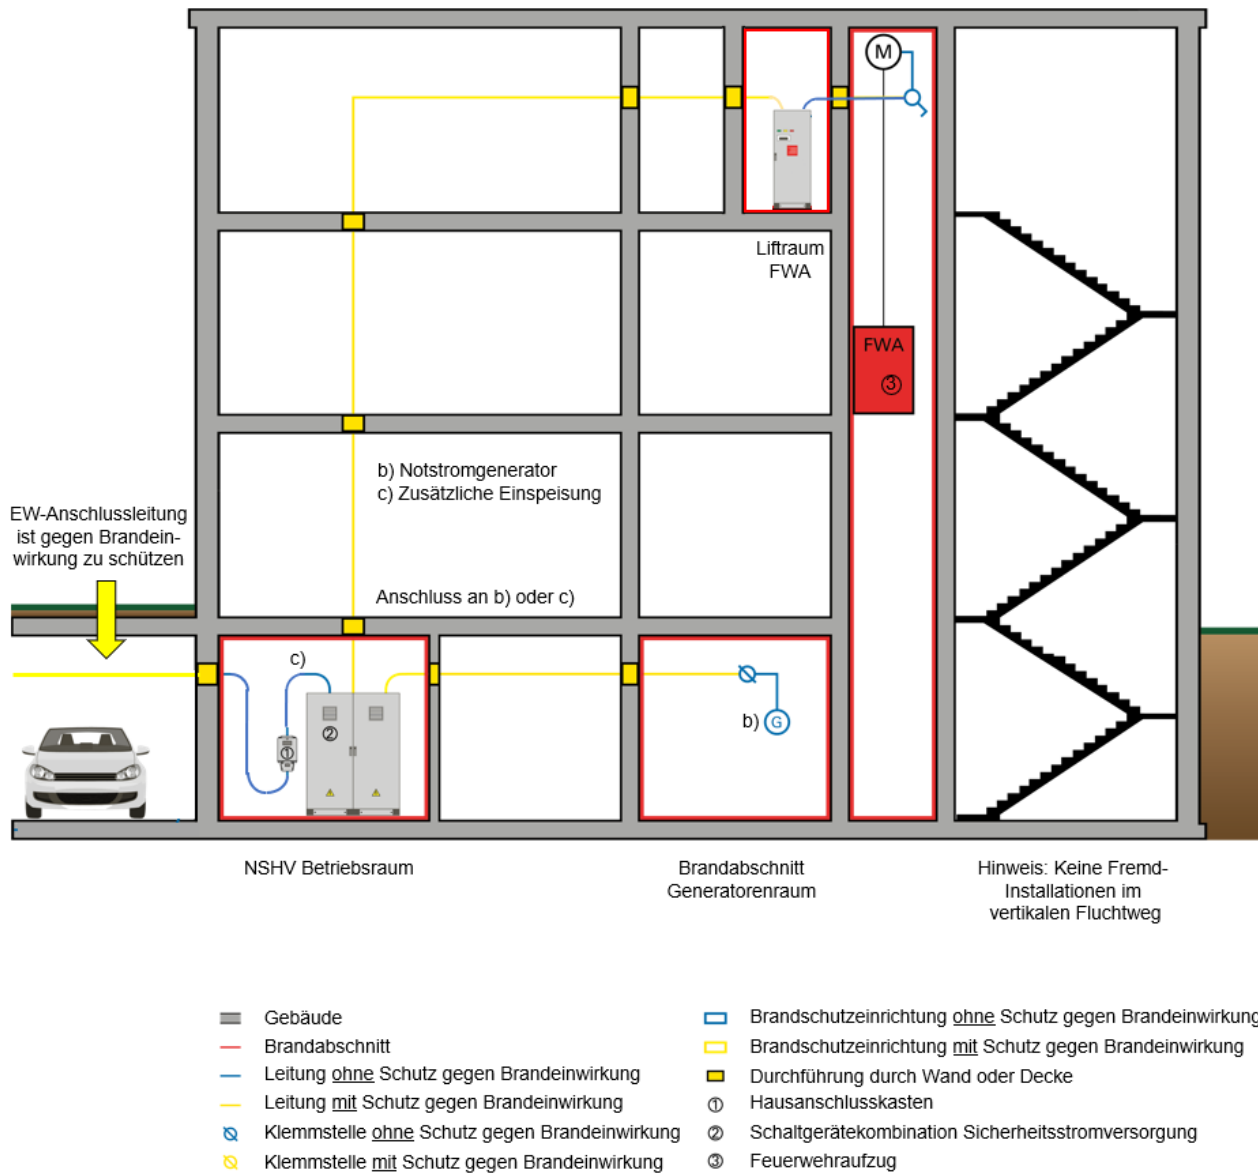 M
Liftraum
FWA
FWA
③
b) Notstromgenerator
c) Zusätzliche Einspeisung
EW-Anschlussleitung
ist gegen Brandein-
wirkung zu schützen
Anschluss an b) oder c)
c)
①
②
b)
G
NSHV Betriebsraum
Brandabschnitt
Generatorenraum
Hinweis: Keine Fremd-
Installationen im
vertikalen Fluchtweg
Gebäude
Brandabschnitt
Leitung ohne Schutz gegen Brandeinwirkung
Leitung mit Schutz gegen Brandeinwirkung
Klemmstelle ohne Schutz gegen Brandeinwirkung
Klemmstelle mit Schutz gegen Brandeinwirkung
Brandschutzeinrichtung ohne Schutz gegen Brandeinwirkung
Brandschutzeinrichtung mit Schutz gegen Brandeinwirkung
Durchführung durch Wand oder Decke
① Hausanschlusskasten
② Schaltgerätekombination Sicherheitsstromversorgung
③ Feuerwehraufzug